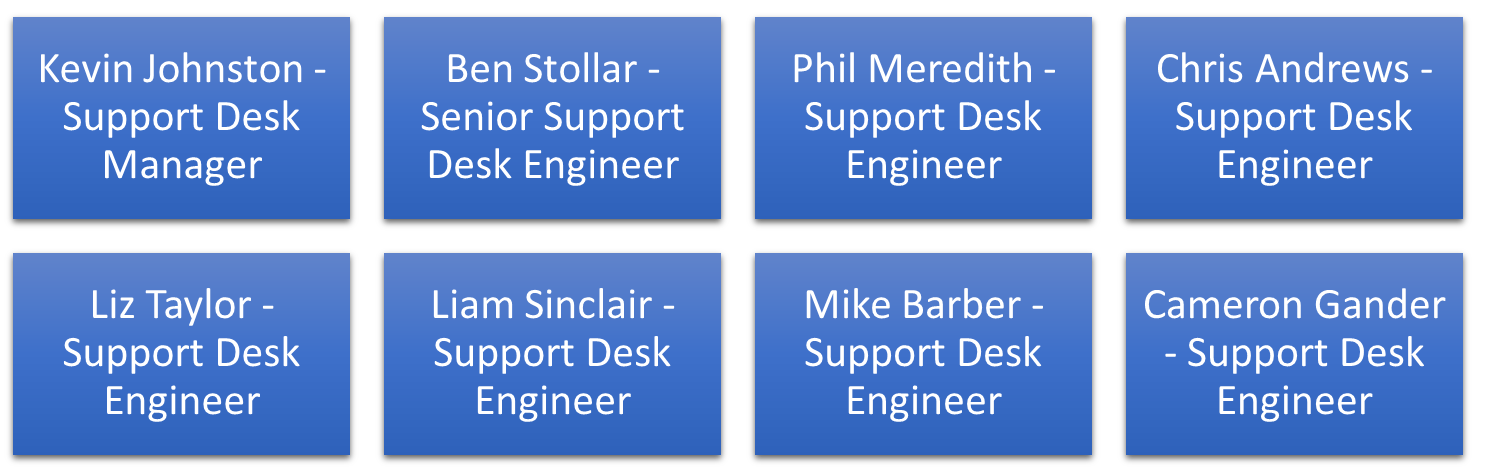 Kevin Johnston -
Support Desk
Manager
Ben Stollar -
Senior Support
Desk Engineer
Phil Meredith -
Support Desk
Engineer
Chris Andrews -
Support Desk
Engineer
Liz Taylor -
Support Desk
Engineer
Liam Sinclair -
Support Desk
Engineer
Mike Barber -
Support Desk
Engineer
Cameron Gander
- Support Desk
Engineer